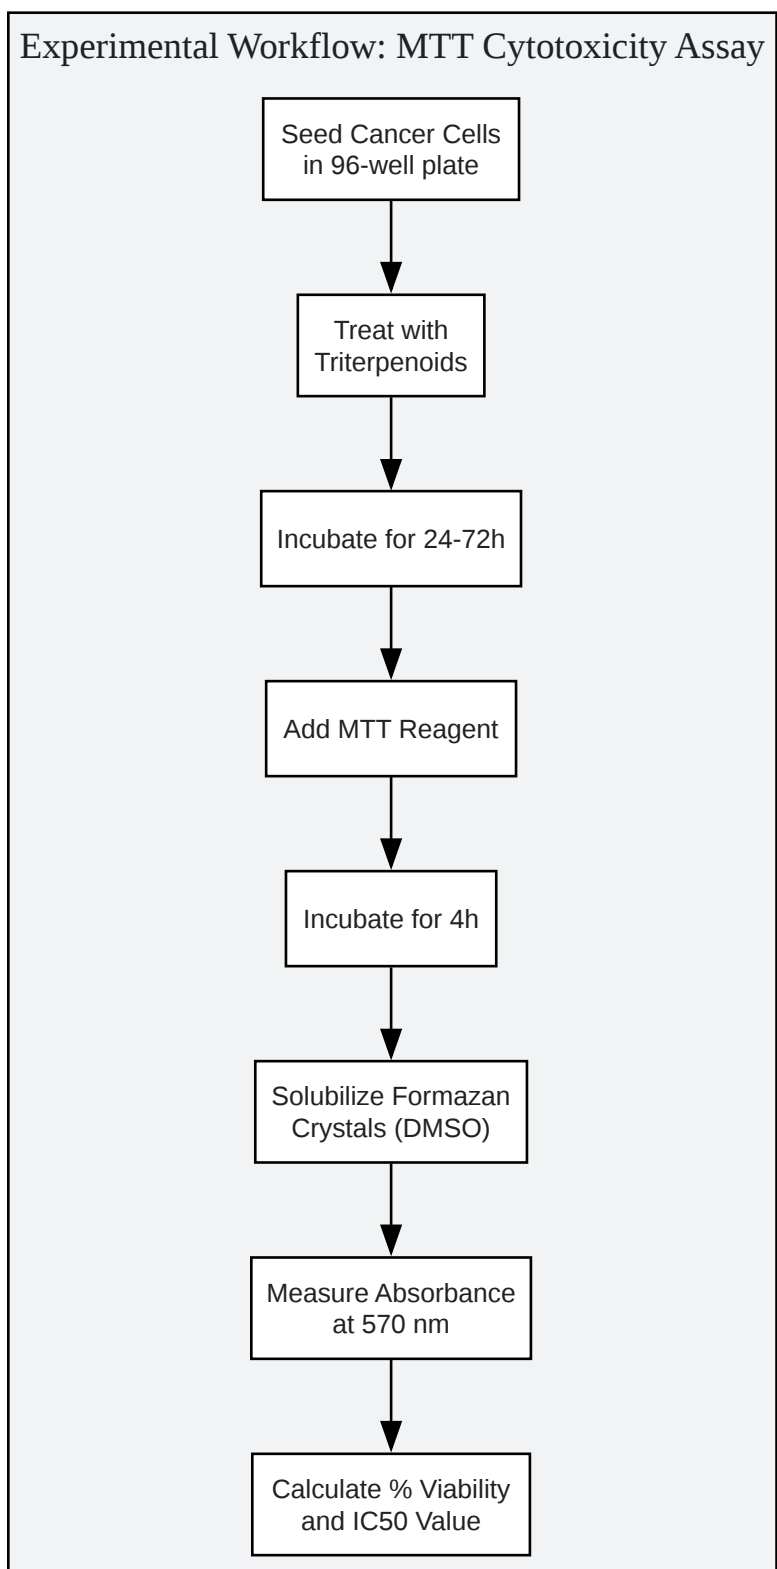 Experimental Workflow: MTT Cytotoxicity Assay
Seed Cancer Cells
in 96-well plate
Treat with
Triterpenoids
Incubate for 24-72h
Add MTT Reagent
Incubate for 4h
Solubilize Formazan
Crystals (DMSO)
Measure Absorbance
at 570 nm
Calculate % Viability
and IC50 Value